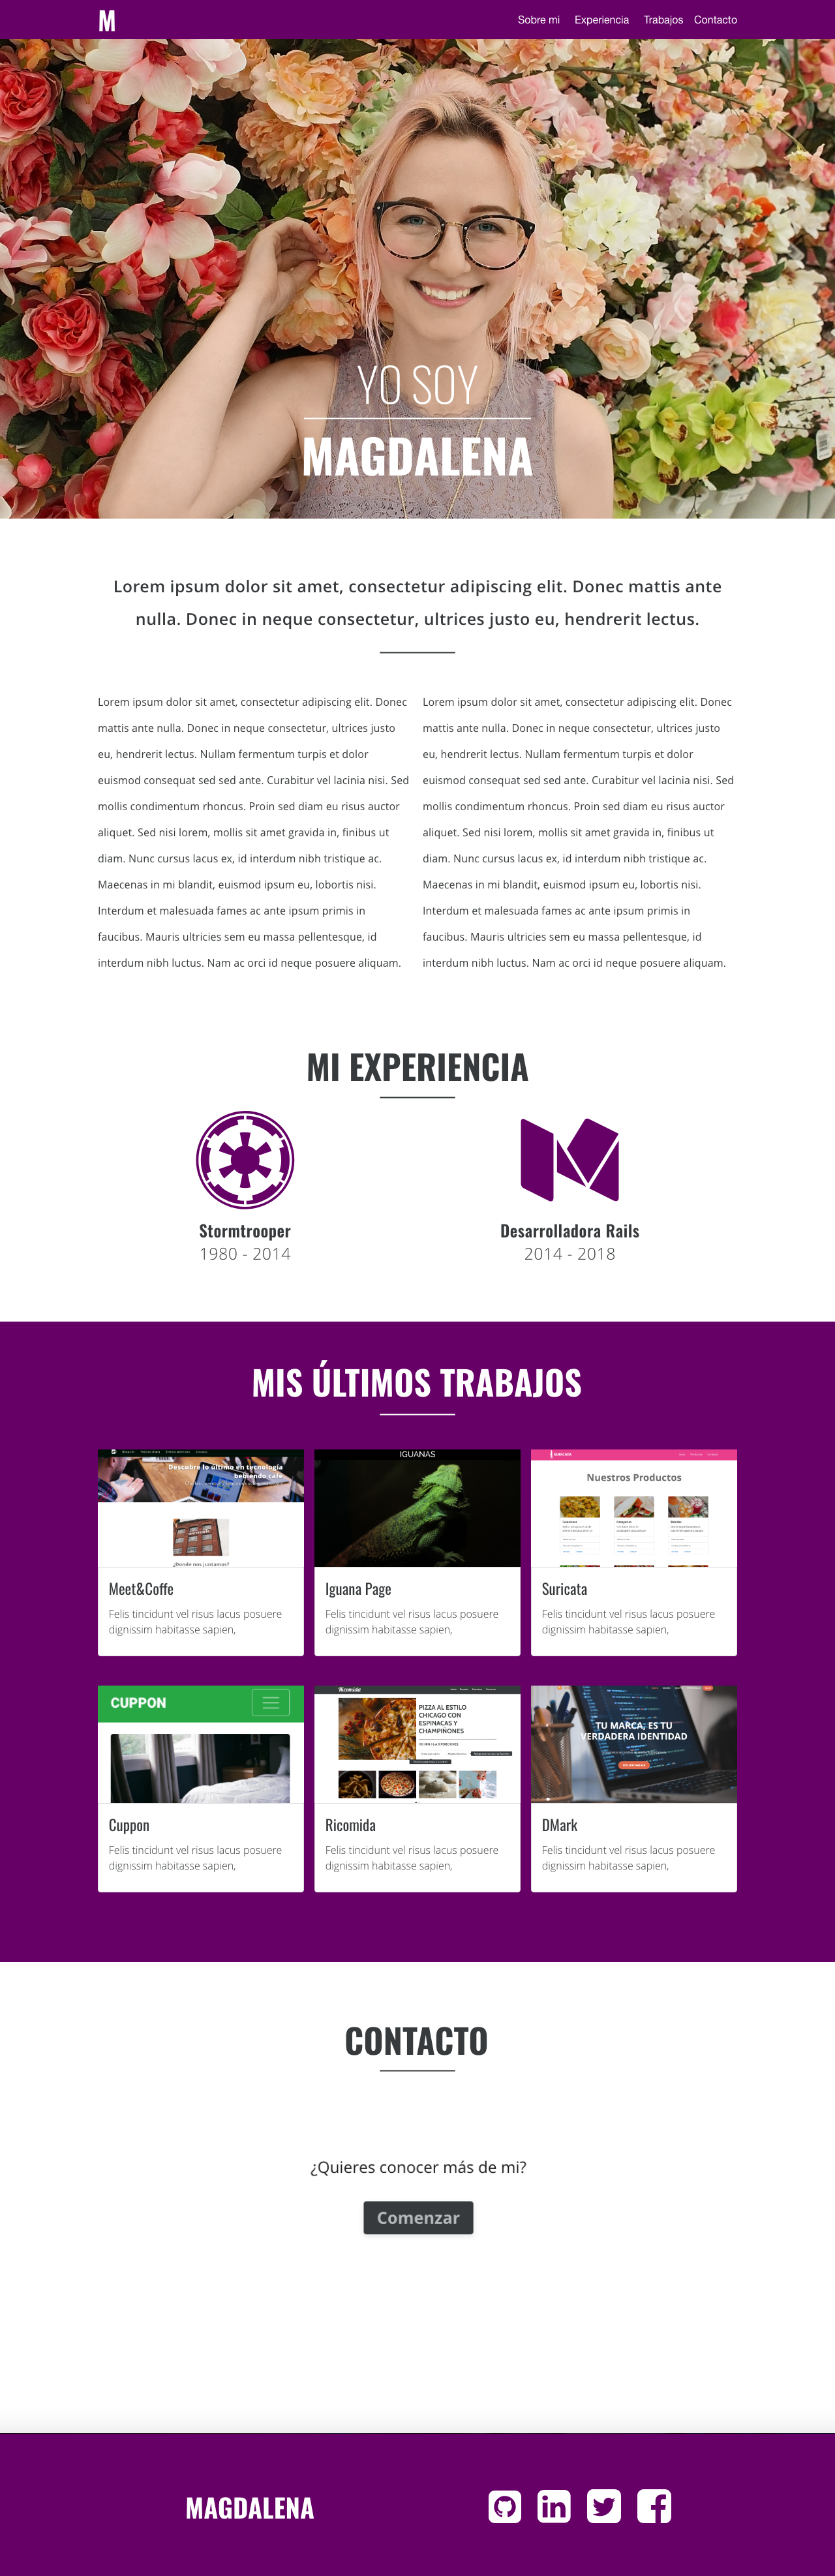 M
Sobre mi Experiencia Trabajos Contacto
YO SOY
MAGDALENA
Lorem ipsum dolor sit amet, consectetur adipiscing elit. Donec mattis ante
nulla. Donec in neque consectetur, ultrices justo eu, hendrerit lectus.
Lorem ipsum dolor sit amet, consectetur adipiscing elit. Donec
mattis ante nulla. Donec in neque consectetur, ultrices justo
eu, hendrerit lectus. Nullam fermentum turpis et dolor
euismod consequat sed sed ante. Curabitur vel lacinia nisi. Sed
mollis condimentum rhoncus. Proin sed diam eu risus auctor
aliquet. Sed nisi lorem, mollis sit amet gravida in, finibus ut
diam. Nunc cursus lacus ex, id interdum nibh tristique ac.
Maecenas in mi blandit, euismod ipsum eu, lobortis nisi.
Interdum et malesuada fames ac ante ipsum primis in
faucibus. Mauris ultricies sem eu massa pellentesque, id
interdum nibh luctus. Nam ac orci id neque posuere aliquam.
Lorem ipsum dolor sit amet, consectetur adipiscing elit. Donec
mattis ante nulla. Donec in neque consectetur, ultrices justo
eu, hendrerit lectus. Nullam fermentum turpis et dolor
euismod consequat sed sed ante. Curabitur vel lacinia nisi. Sed
mollis condimentum rhoncus. Proin sed diam eu risus auctor
aliquet. Sed nisi lorem, mollis sit amet gravida in, finibus ut
diam. Nunc cursus lacus ex, id interdum nibh tristique ac.
Maecenas in mi blandit, euismod ipsum eu, lobortis nisi.
Interdum et malesuada fames ac ante ipsum primis in
faucibus. Mauris ultricies sem eu massa pellentesque, id
interdum nibh luctus. Nam ac orci id neque posuere aliquam.
MI EXPERIENCIA
Stormtrooper
1980 - 2014
Desarrolladora Rails
2014 - 2018
MIS ÚLTIMOS TRABAJOS
Descubre lo último en tecnología
bebiendo café
¿Donde nos juntamos?
Meet&Coffe
Felis tincidunt vel risus lacus posuere
dignissim habitasse sapien,
IGUANAS
Iguana Page
Felis tincidunt vel risus lacus posuere
dignissim habitasse sapien,
Nuestros Productos
Suricata
Felis tincidunt vel risus lacus posuere
dignissim habitasse sapien,
CUPPON
Cuppon
Felis tincidunt vel risus lacus posuere
dignissim habitasse sapien,
Ricomida
PIZZA AL ESTILO
CHICAGO CON
ESPINACAS Y
CHAMPIÑONES
Ricomida
Felis tincidunt vel risus lacus posuere
dignissim habitasse sapien,
TU MARCA, ES TU
VERDADERA IDENTIDAD
DMark
Felis tincidunt vel risus lacus posuere
dignissim habitasse sapien,
CONTACTO
¿Quieres conocer más de mi?
Comenzar
MAGDALENA